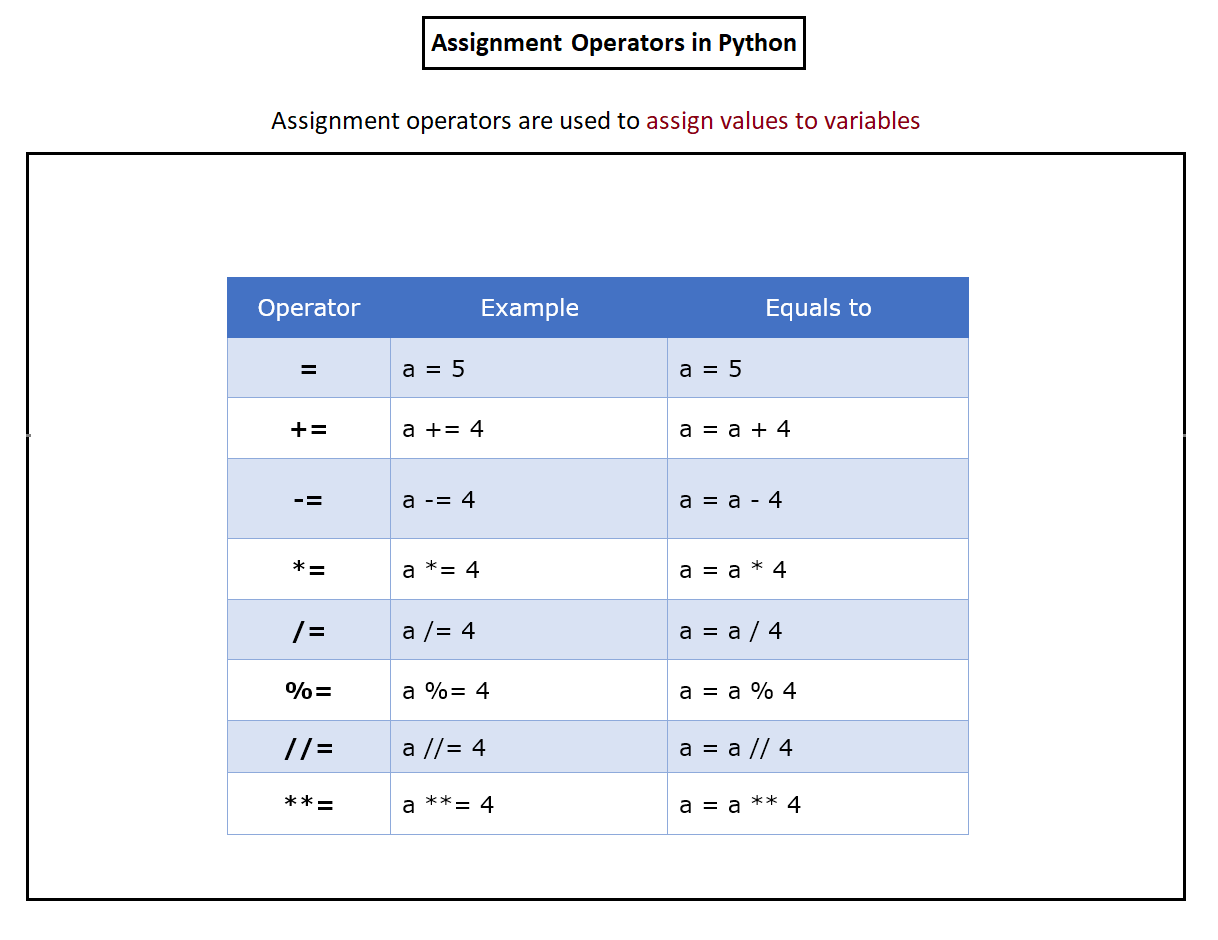 Assignment Operators in Python
Assignment operators are used to assign values to variables
Operator Example Equals to
= a = 5 a = 5
+= a += 4 a = a + 4
-= a -= 4 a = a - 4
*= a *= 4 a = a * 4
/= a /= 4 a = a / 4
%= a %= 4 a = a % 4
//= a //= 4 a = a // 4
**= a **= 4 a = a ** 4